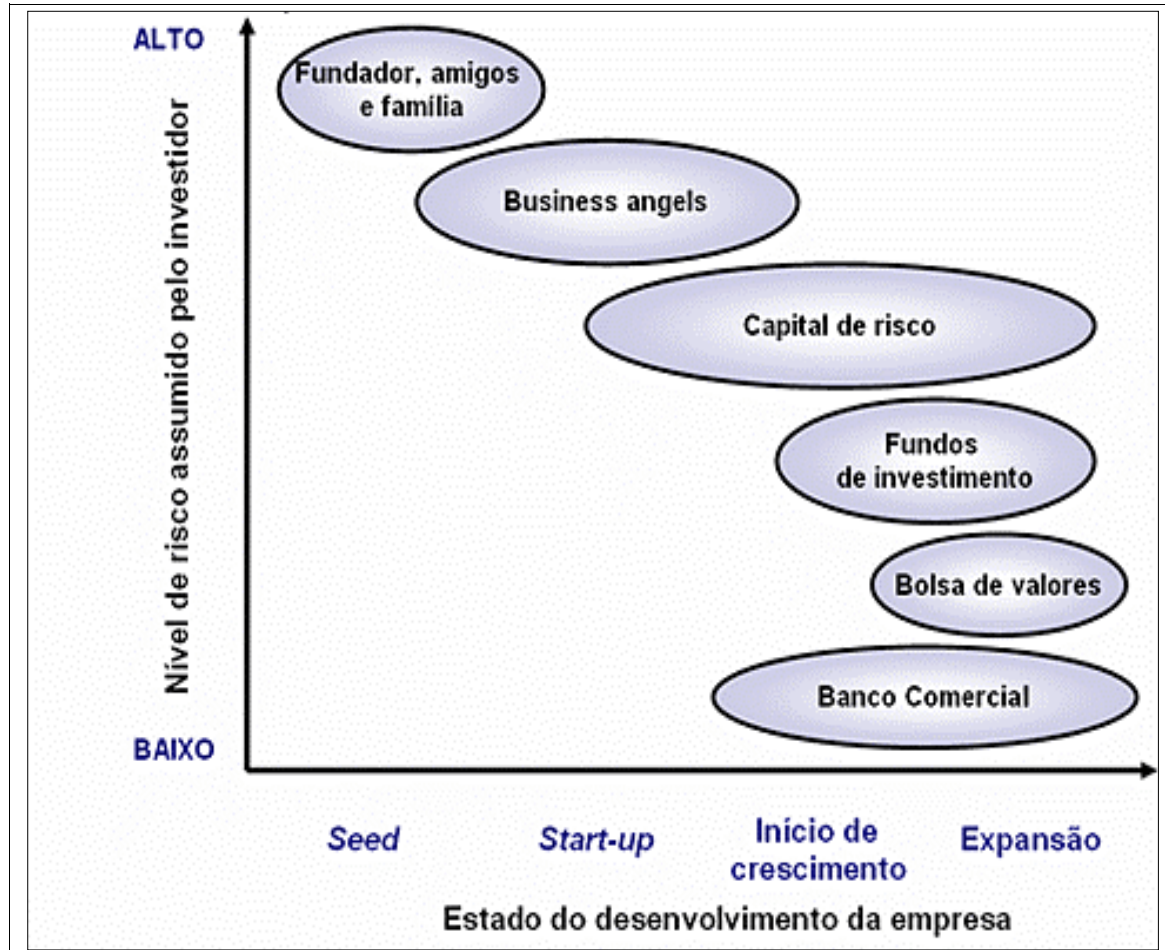 ALTO
Nível de risco assumido pelo investidor
Fundador, amigos
e família
Business angels
Capital de risco
Fundos
de investimento
Bolsa de valores
Banco Comercial
BAIXO
Seed
Start-up
Início de
crescimento
Expansão
Estado do desenvolvimento da empresa